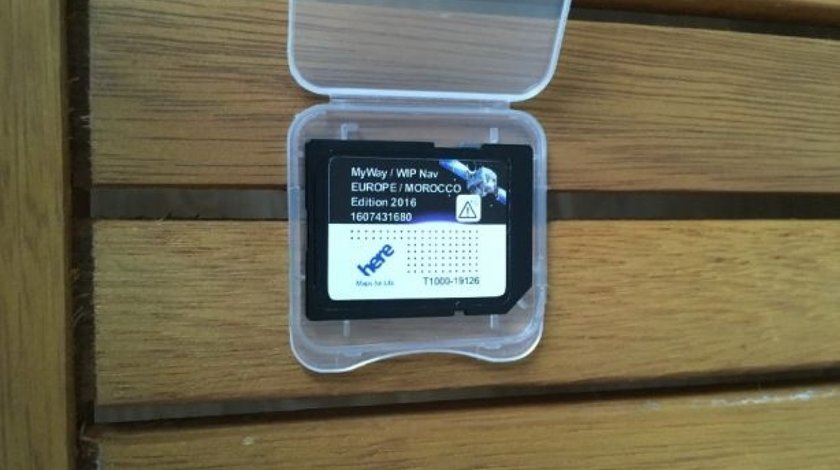 MyWay / WIP Nav
EUROPE / MOROCCO
Edition 2016
1607431680
here
Maps for Life
T1000-19126